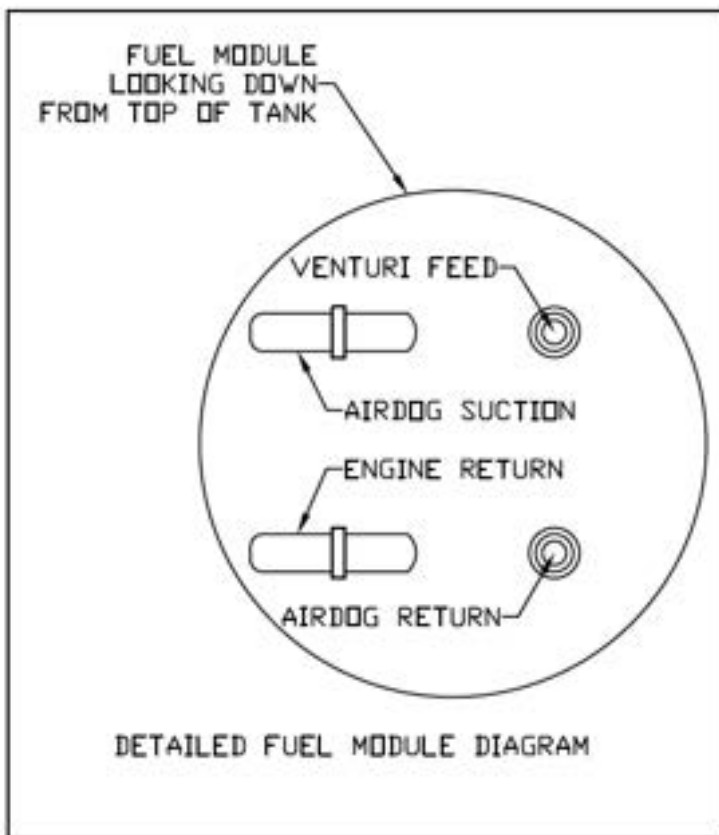 FUEL MODULE
LOOKING DOWN
FROM TOP OF TANK
VENTURI FEED
AIRDOG SUCTION
ENGINE RETURN
AIRDOG RETURN
DETAILED FUEL MODULE DIAGRAM